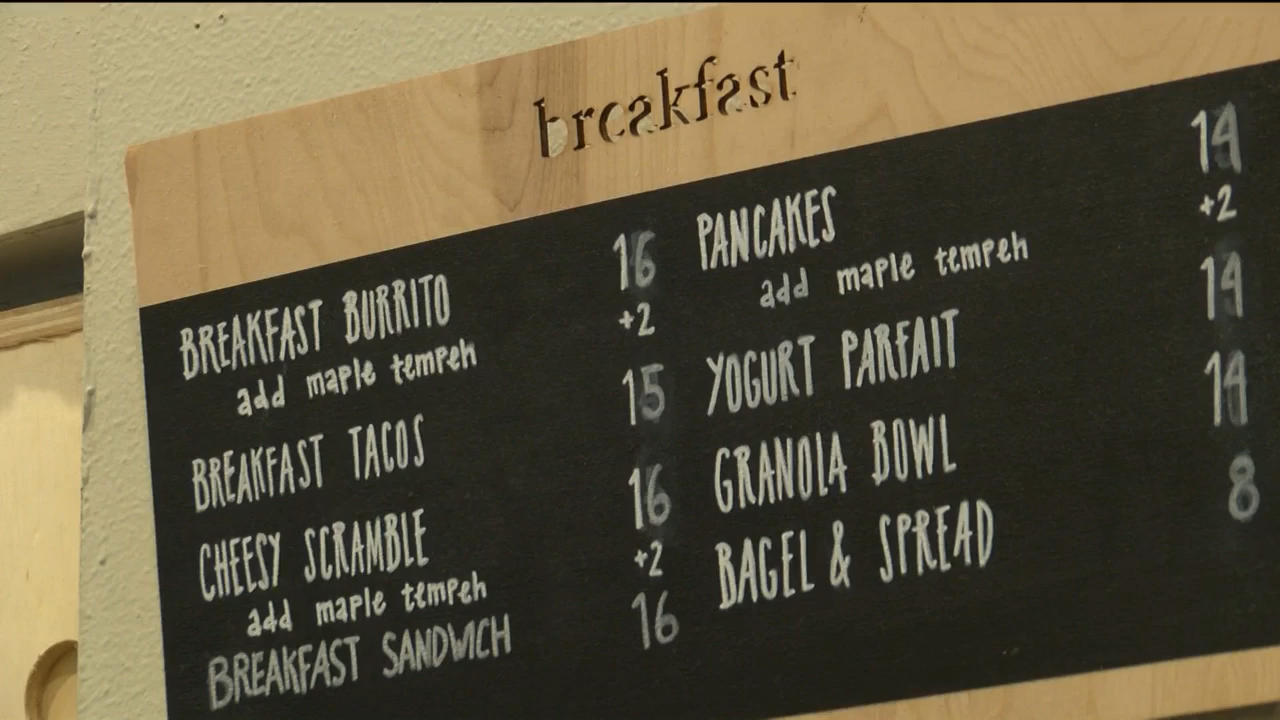 breakfast
BREAKFAST BURRITO 16
add maple tempeh +2
BREAKFAST TACOS 15
CHEESY SCRAMBLE 16
add maple tempeh +2
BREAKFAST SANDWICH 16
PANCAKES 14
add maple tempeh +2
YOGURT PARFAIT 14
GRANOLA BOWL 14
BAGEL & SPREAD 8